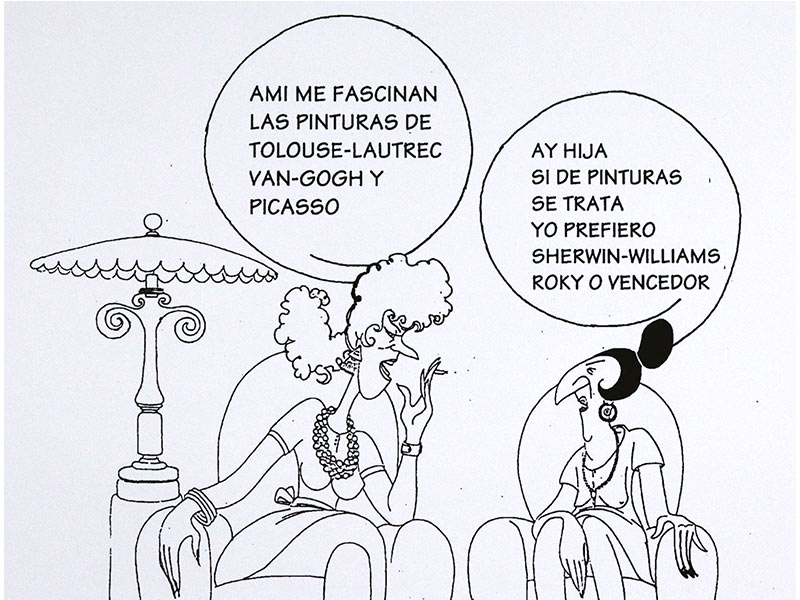 AMI ME FASCINAN
LAS PINTURAS DE
TOLOUSE-LAUTREC
VAN-GOGH Y
PICASSO
AY HIJA
SI DE PINTURAS
SE TRATA
YO PREFIERO
SHERWIN-WILLIAMS
ROKY O VENCEDOR